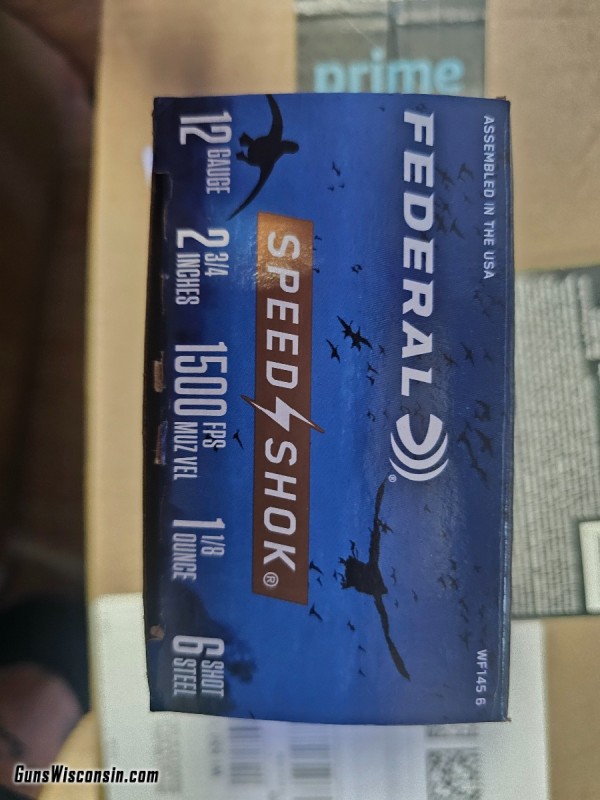 prime
ASSEMBLED IN THE USA
WF145 6
FEDERAL®
SPEED SHOK®
12 GAUGE
2 3/4 INCHES
1500 FPS MUZ VEL
1 1/8 OUNCE
6 SHOT STEEL
GunsWisconsin.com